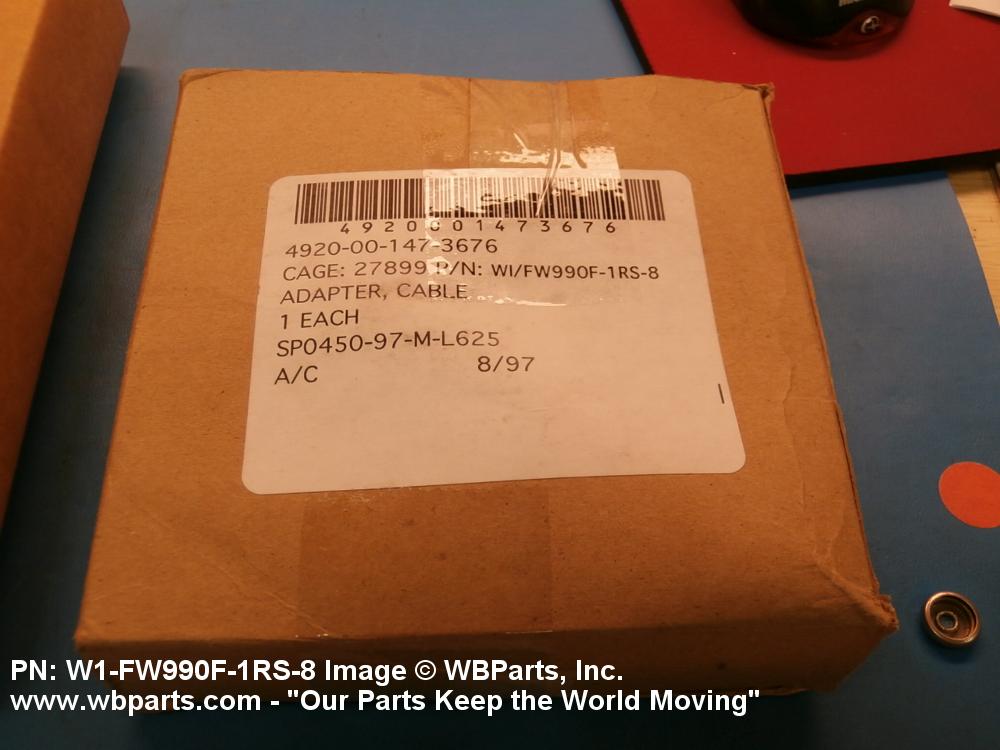 4920001473676
4920-00-147-3676
CAGE: 27899 P/N: WI/FW990F-1RS-8
ADAPTER, CABLE
1 EACH
SP0450-97-M-L625
A/C 8/97
PN: W1-FW990F-1RS-8 Image © WBParts, Inc.
www.wbparts.com - "Our Parts Keep the World Moving"